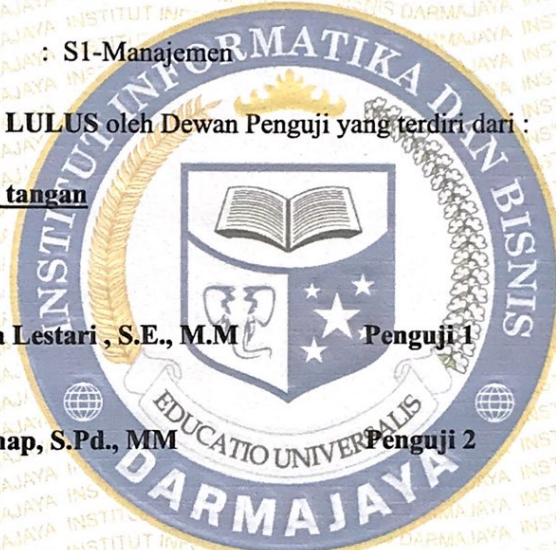 : S1-Manajemen
LULUS oleh Dewan Penguji yang terdiri dari :
tangan
Lestari , S.E., M.M Penguji 1
S.Pd., MM Penguji 2
INSTITUT INFORMATIKA DAN BISNIS
EDUCATIO UNIVERSALIS
DARMAJAYA